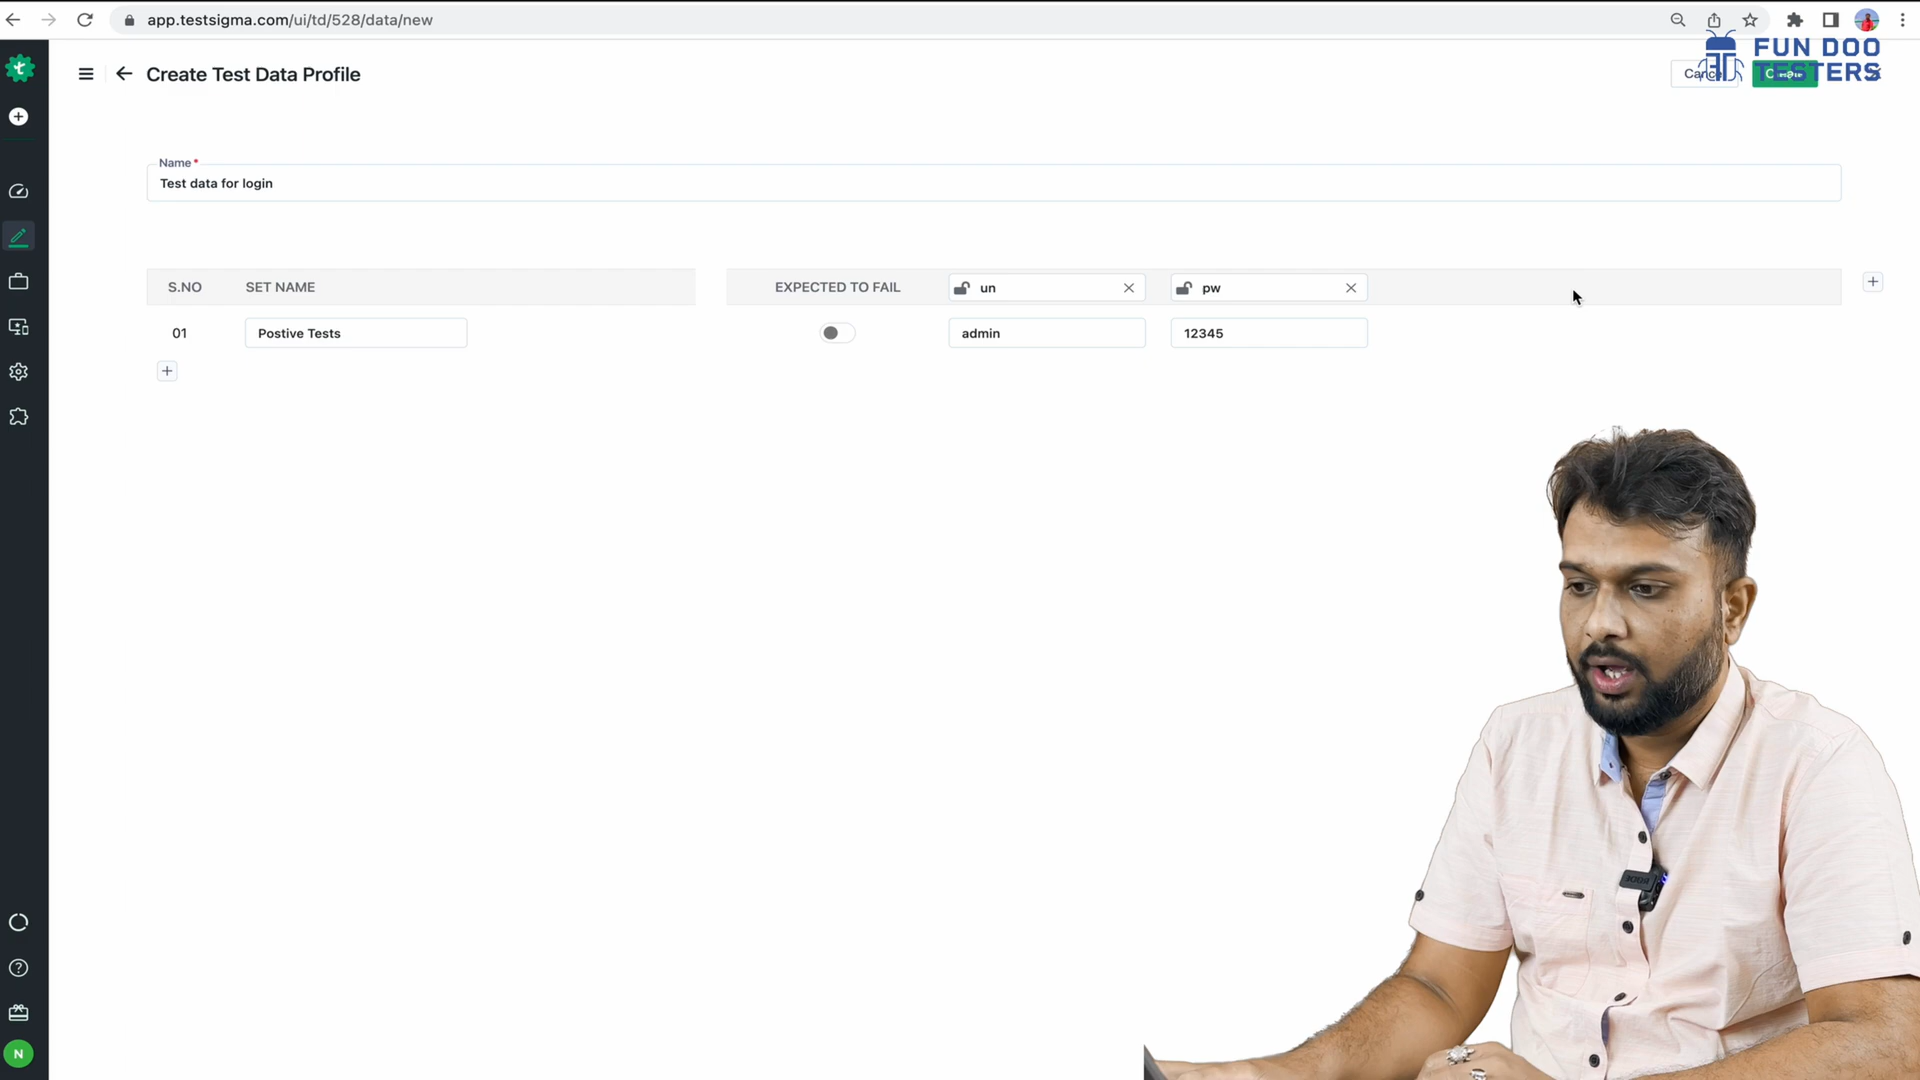 app.testsigma.com/ui/td/528/data/new
Create Test Data Profile
FUN DOO
TESTERS
Name *
Test data for login
S.NO
SET NAME
EXPECTED TO FAIL
un
pw
01
Postive Tests
admin
12345
N